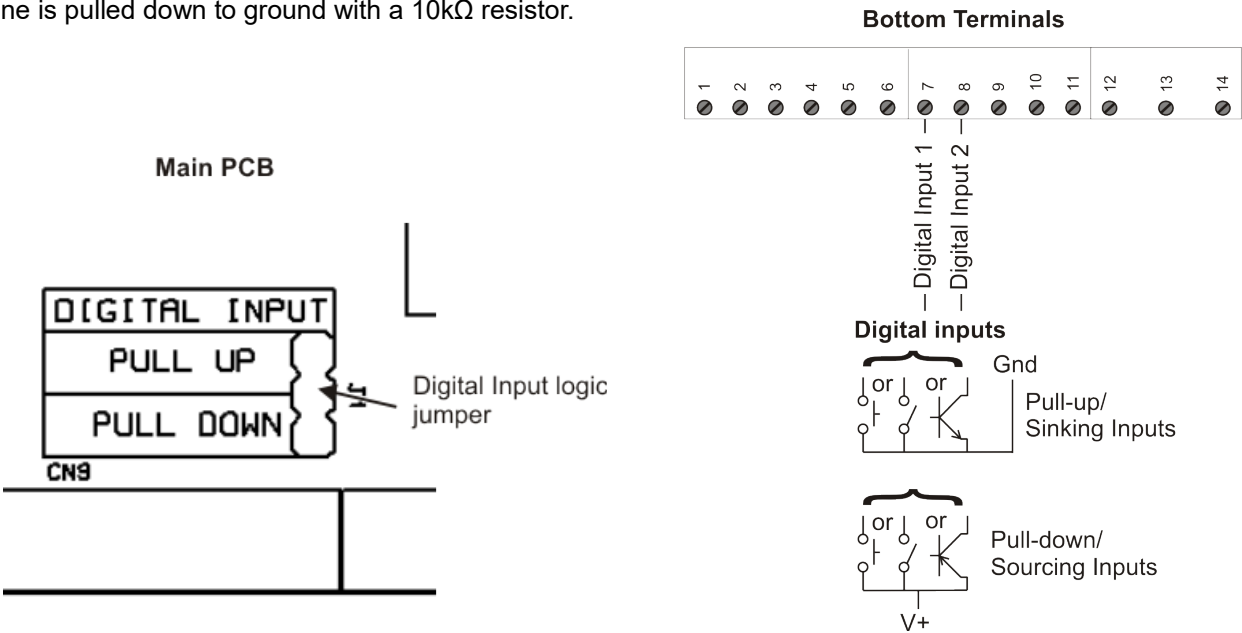 ne is pulled down to ground with a 10kΩ resistor.
Bottom Terminals
1 2 3 4 5 6 7 8 9 10 11 12 13 14
Digital Input 1
Digital Input 2
Digital inputs
or or
Gnd
Pull-up/
Sinking Inputs
or or
Pull-down/
Sourcing Inputs
V+
Main PCB
DIGITAL INPUT
PULL UP
PULL DOWN
J1
CN9
Digital Input logic
jumper